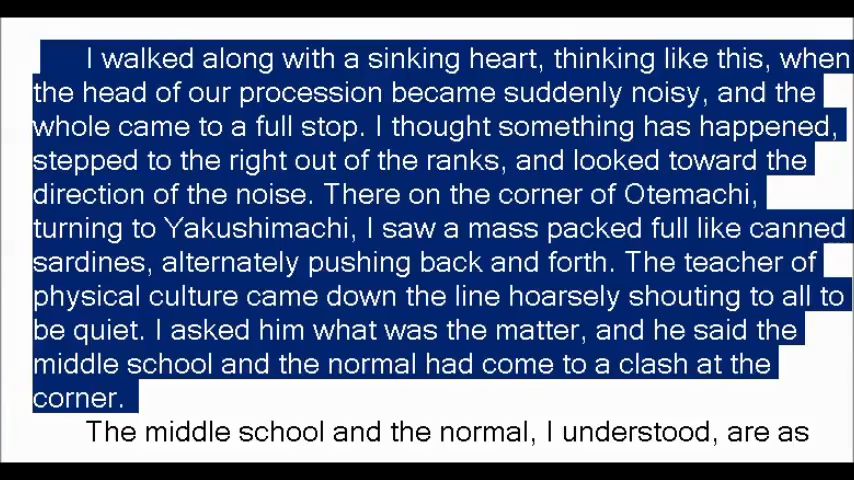 I walked along with a sinking heart, thinking like this, when
the head of our procession became suddenly noisy, and the
whole came to a full stop. I thought something has happened,
stepped to the right out of the ranks, and looked toward the
direction of the noise. There on the corner of Otemachi,
turning to Yakushimachi, I saw a mass packed full like canned
sardines, alternately pushing back and forth. The teacher of
physical culture came down the line hoarsely shouting to all to
be quiet. I asked him what was the matter, and he said the
middle school and the normal had come to a clash at the
corner.
The middle school and the normal, I understood, are as